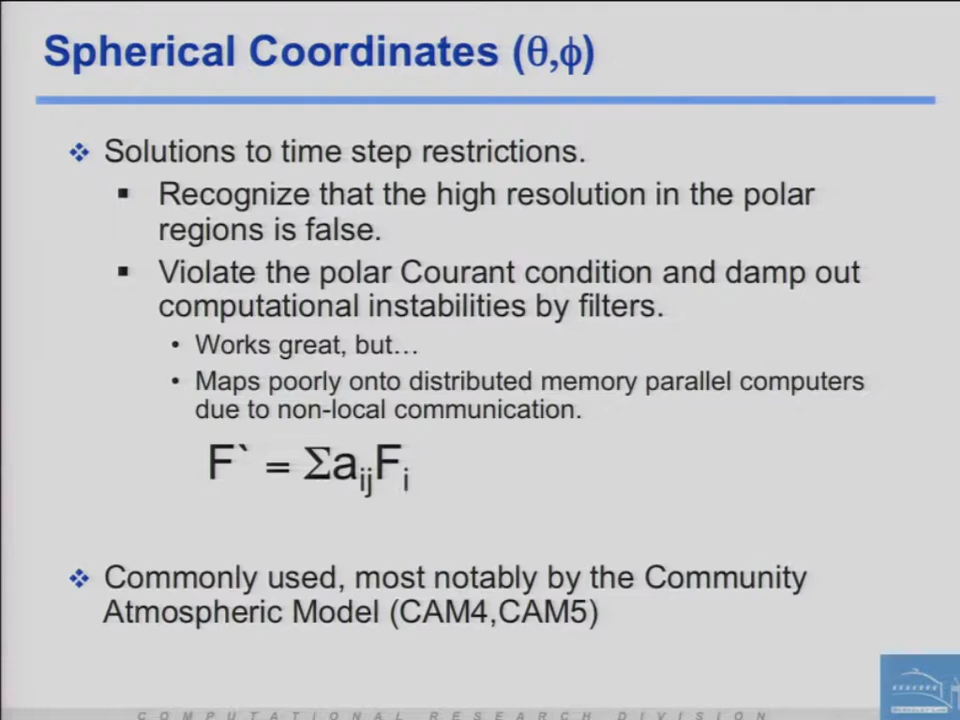 Spherical Coordinates (θ,ϕ)
❖ Solutions to time step restrictions.
▪ Recognize that the high resolution in the polar
regions is false.
▪ Violate the polar Courant condition and damp out
computational instabilities by filters.
• Works great, but…
• Maps poorly onto distributed memory parallel computers
due to non-local communication.
F` = Σa_ijF_i
❖ Commonly used, most notably by the Community
Atmospheric Model (CAM4,CAM5)
COMPUTATIONAL RESEARCH DIVISION